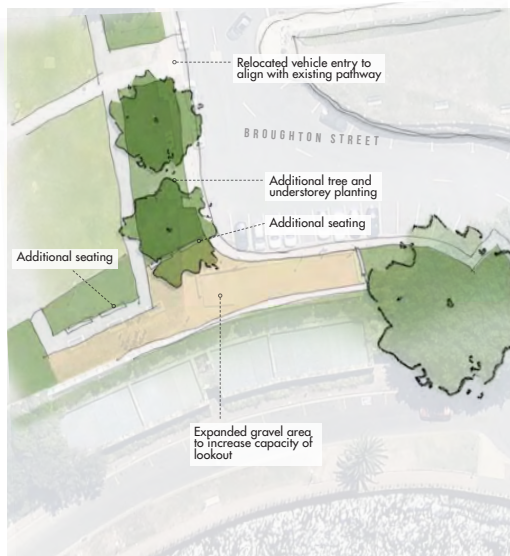 Relocated vehicle entry to
align with existing pathway
BROUGHTON STREET
Additional tree and
understorey planting
Additional seating
Additional seating
Expanded gravel area
to increase capacity of
lookout